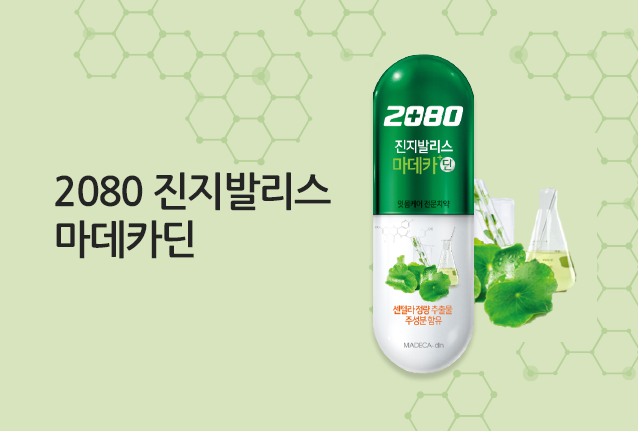 2080 진지발리스
마데카딘
2080
진지발리스
마데카딘
잇몸케어 전문치약
센텔라 정량 추출물
주성분 함유
MADECA- din.